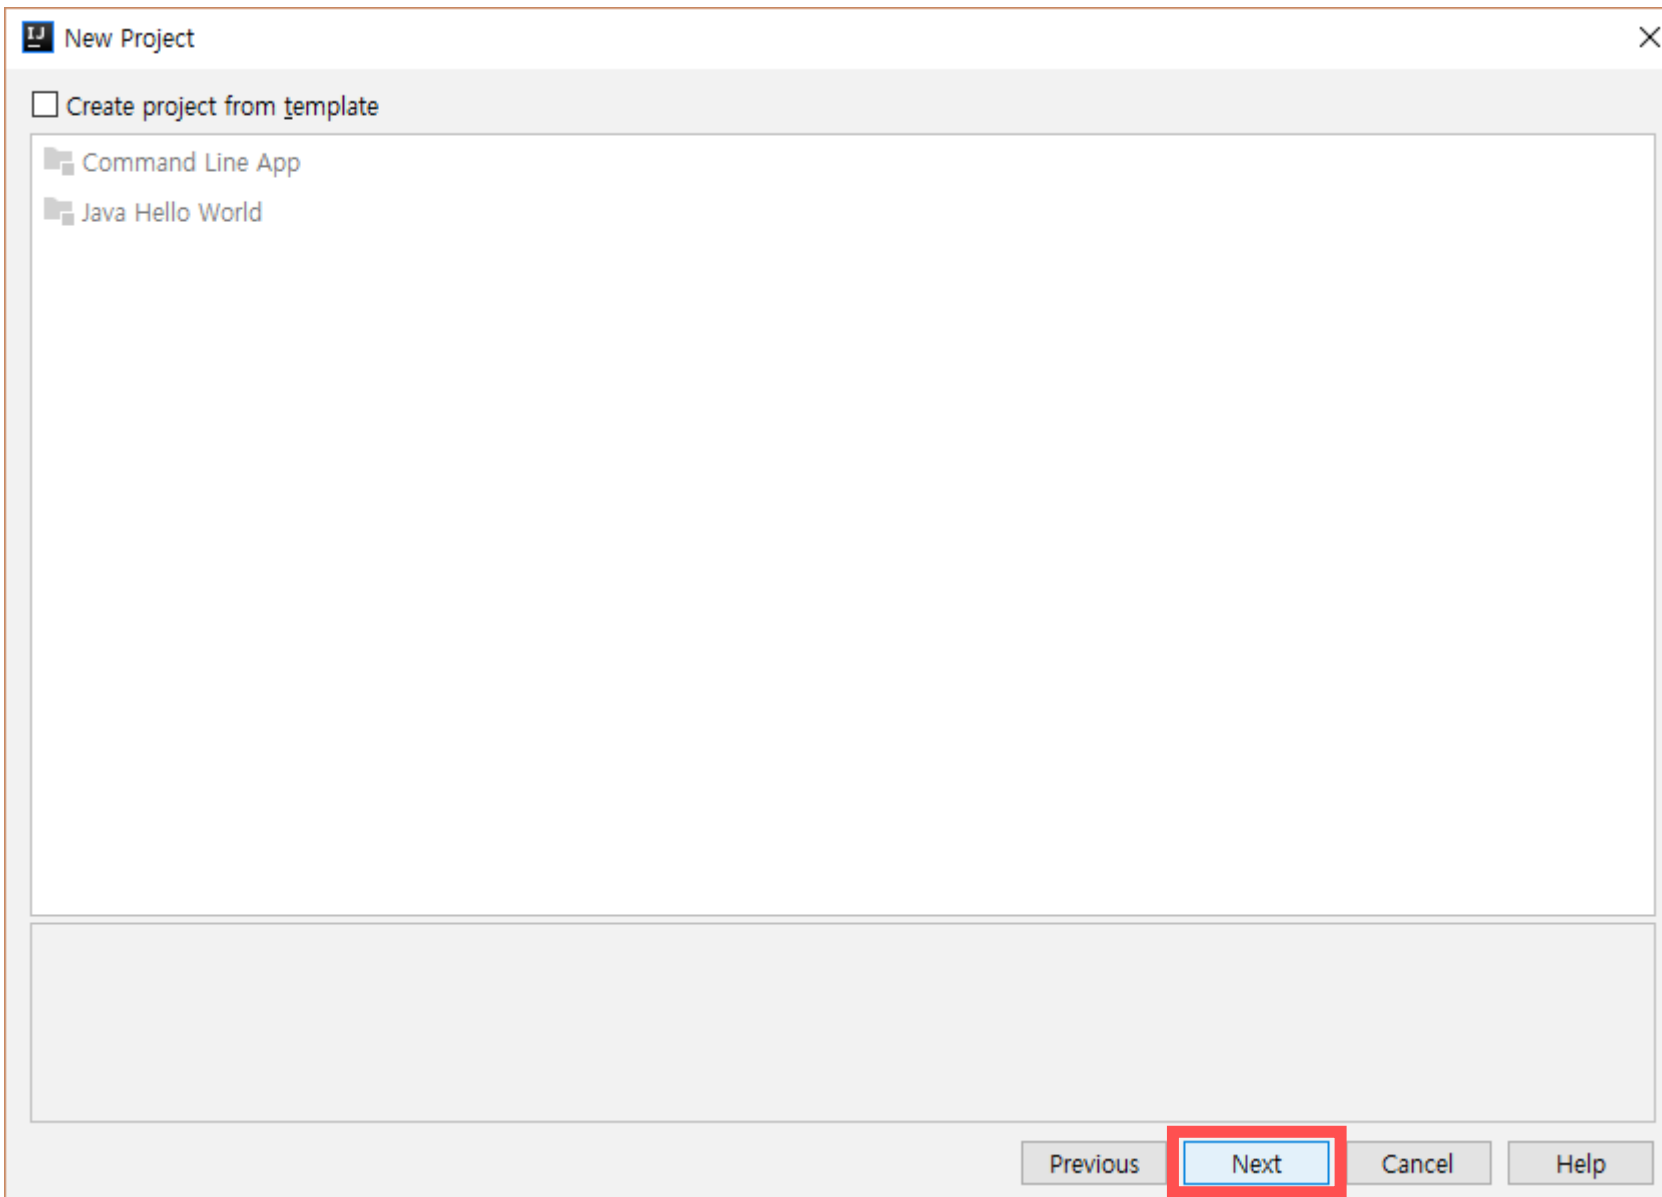 IJ
New Project
Create project from template
Command Line App
Java Hello World
Previous Next Cancel Help